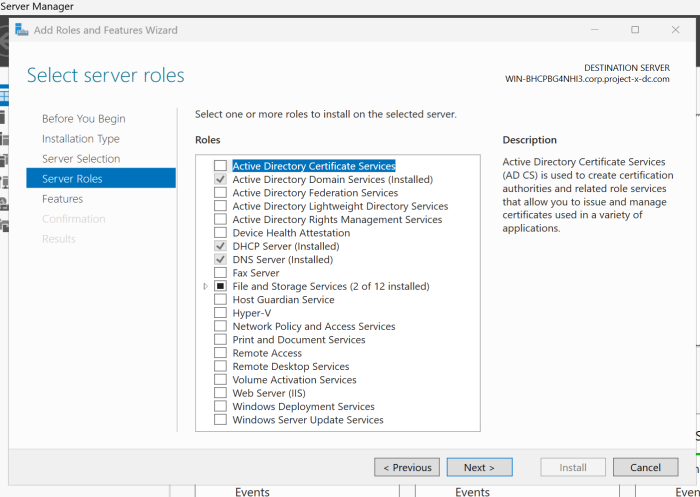 Server Manager
Add Roles and Features Wizard
Select server roles
DESTINATION SERVER
WIN-BHCPBG4NHI3.corp.project-x-dc.com
Before You Begin
Installation Type
Server Selection
Server Roles
Features
Confirmation
Results
Select one or more roles to install on the selected server.
Roles
Active Directory Certificate Services
Active Directory Domain Services (Installed)
Active Directory Federation Services
Active Directory Lightweight Directory Services
Active Directory Rights Management Services
Device Health Attestation
DHCP Server (Installed)
DNS Server (Installed)
Fax Server
File and Storage Services (2 of 12 installed)
Host Guardian Service
Hyper-V
Network Policy and Access Services
Print and Document Services
Remote Access
Remote Desktop Services
Volume Activation Services
Web Server (IIS)
Windows Deployment Services
Windows Server Update Services
Description
Active Directory Certificate Services
(AD CS) is used to create certification
authorities and related role services
that allow you to issue and manage
certificates used in a variety of
applications.
< Previous
Next >
Install
Cancel
Events
Events
Even